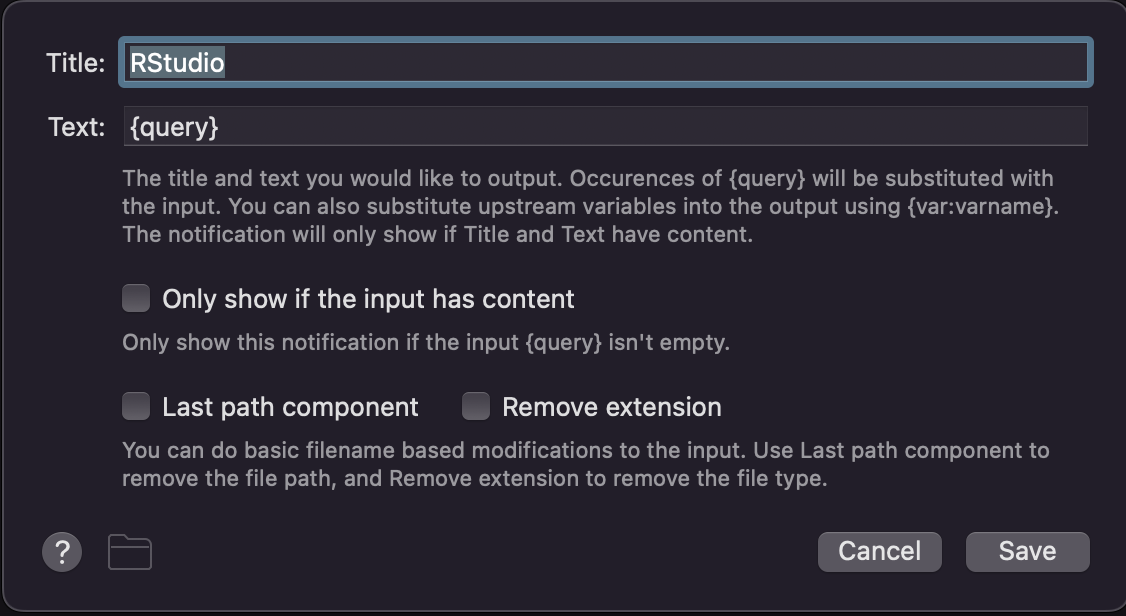 Title: RStudio
Text: {query}
The title and text you would like to output. Occurences of {query} will be substituted with
the input. You can also substitute upstream variables into the output using {var:varname}.
The notification will only show if Title and Text have content.
Only show if the input has content
Only show this notification if the input {query} isn't empty.
Last path component Remove extension
You can do basic filename based modifications to the input. Use Last path component to
remove the file path, and Remove extension to remove the file type.
? Cancel Save